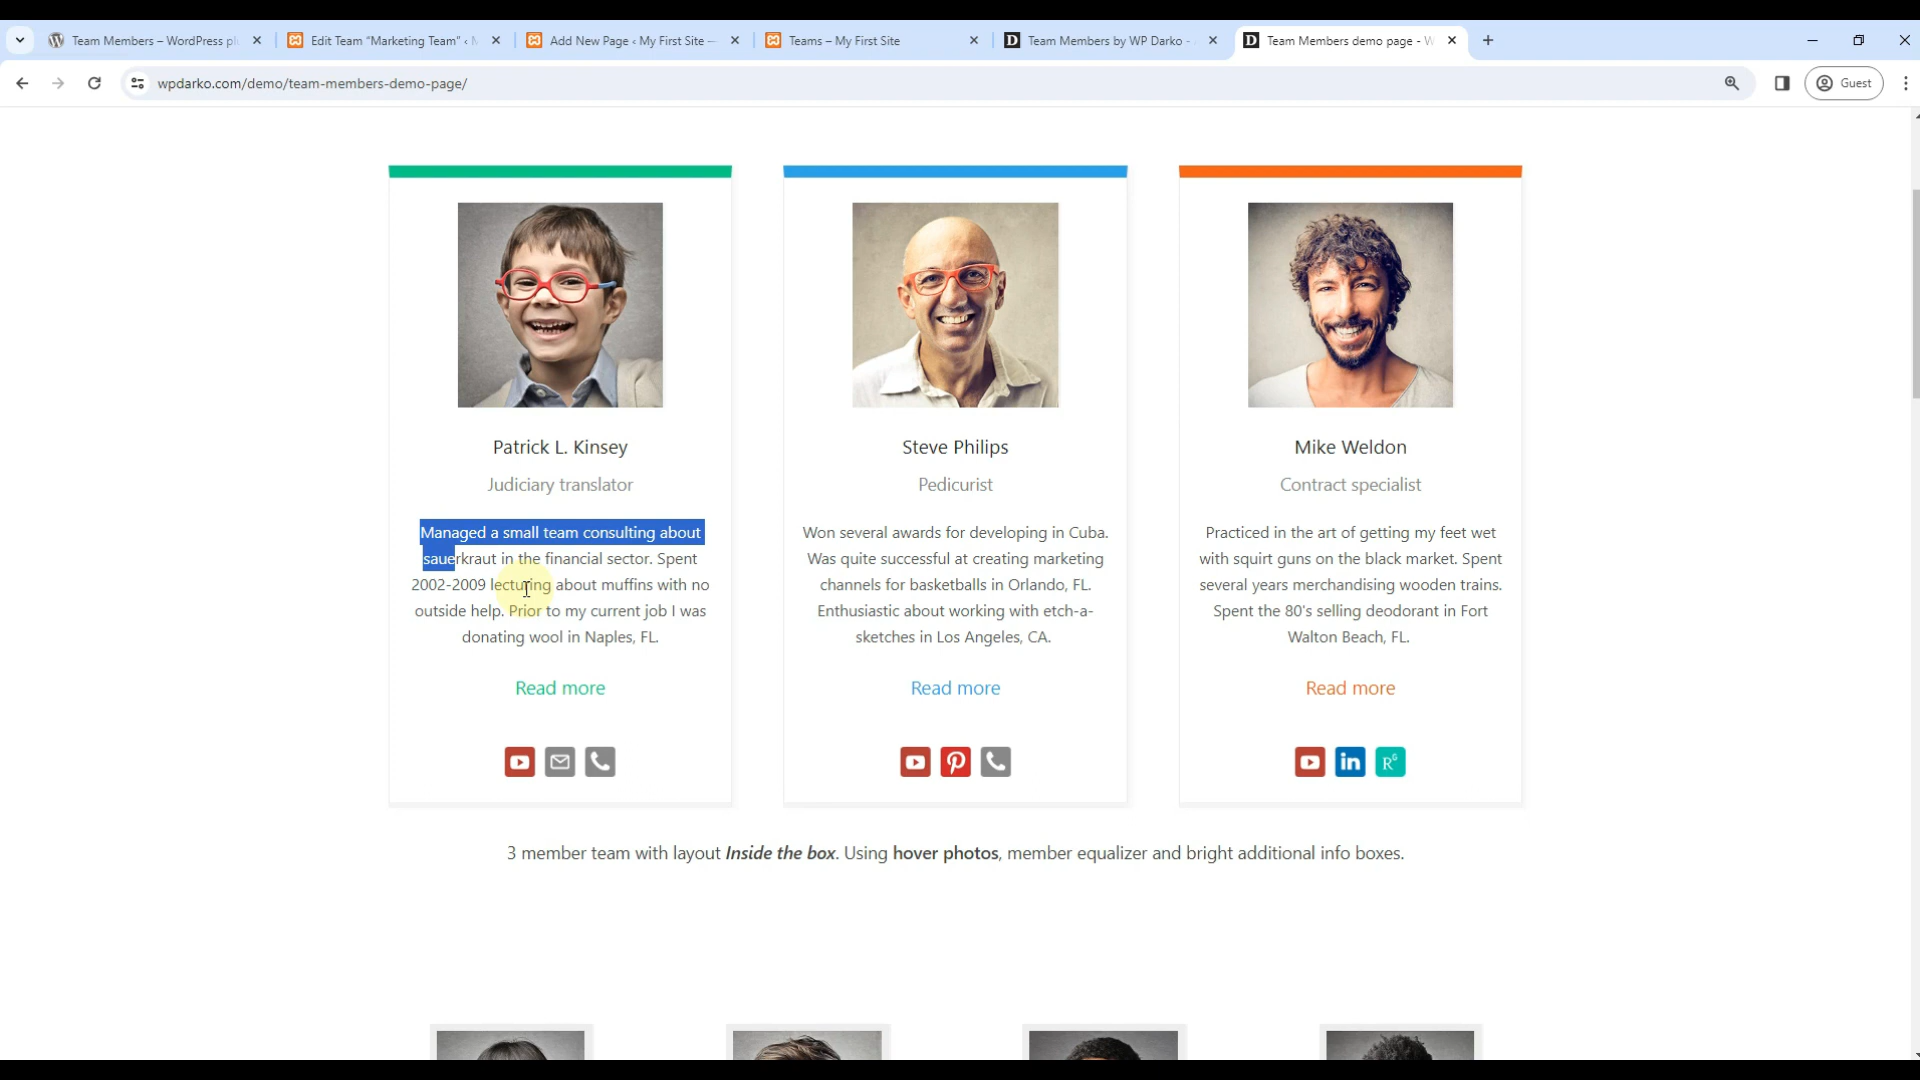 Team Members – WordPress pl
Edit Team "Marketing Team" ‹
Add New Page ‹ My First Site –
Teams – My First Site
Team Members by WP Darko -
Team Members demo page - W
wpdarko.com/demo/team-members-demo-page/
Guest
Patrick L. Kinsey
Judiciary translator
Managed a small team consulting about
sauerkraut in the financial sector. Spent
2002-2009 lecturing about muffins with no
outside help. Prior to my current job I was
donating wool in Naples, FL.
Read more
Steve Philips
Pedicurist
Won several awards for developing in Cuba.
Was quite successful at creating marketing
channels for basketballs in Orlando, FL.
Enthusiastic about working with etch-a-
sketches in Los Angeles, CA.
Read more
Mike Weldon
Contract specialist
Practiced in the art of getting my feet wet
with squirt guns on the black market. Spent
several years merchandising wooden trains.
Spent the 80's selling deodorant in Fort
Walton Beach, FL.
Read more
in
RG
3 member team with layout Inside the box. Using hover photos, member equalizer and bright additional info boxes.